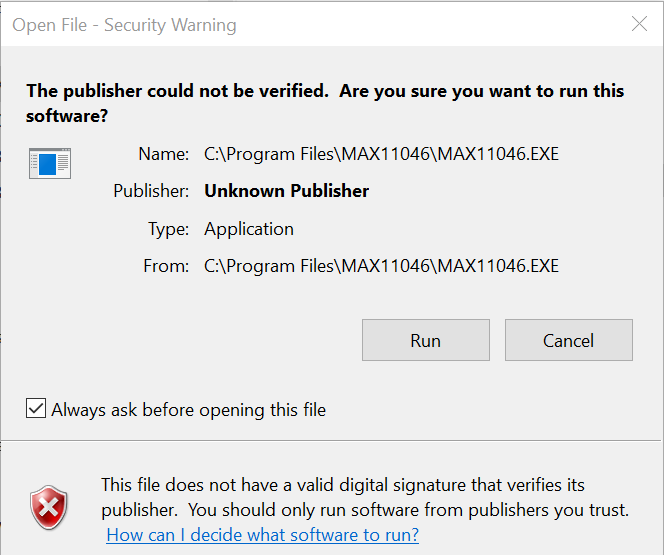 Open File - Security Warning
The publisher could not be verified.  Are you sure you want to run this
software?
Name: C:\Program Files\MAX11046\MAX11046.EXE
Publisher: Unknown Publisher
Type: Application
From: C:\Program Files\MAX11046\MAX11046.EXE
Run Cancel
Always ask before opening this file
This file does not have a valid digital signature that verifies its
publisher.  You should only run software from publishers you trust.
How can I decide what software to run?